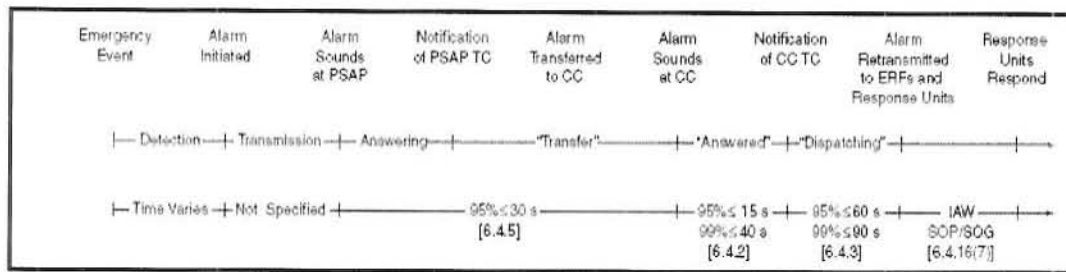 Emergency Event
Alarm Initiated
Alarm Sounds at PSAP
Notification of PSAP TC
Alarm Transferred to CC
Alarm Sounds at CC
Notification of CC TC
Alarm Retransmitted to ERFs and Response Units
Response Units Respond
Detection
Transmission
Answering
"Transfer"
"Answered"
"Dispatching"
Time Varies
Not Specified
95%≤30 s
[6.4.5]
95%≤ 15 s
99%≤40 s
[6.4.2]
95%≤60 s
99%≤90 s
[6.4.3]
IAW
SOP/SOG
[6.4.16(7)]